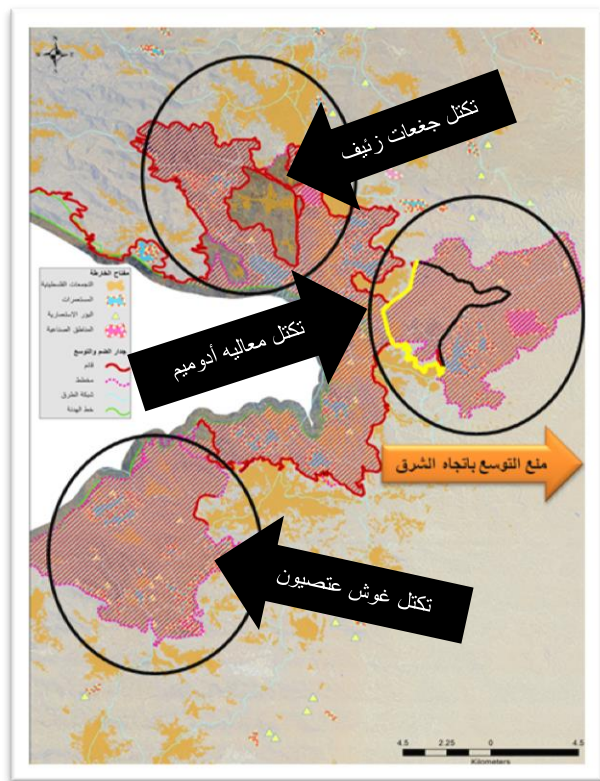 تكتل جفعات زئيف
تكتل معاليه أدوميم
منع التوسع باتجاه الشرق
تكتل غوش عتصيون
مفتاح الخارطة
التجمعات الفلسطينية
المستعمرات
البؤر الاستعمارية
المناطق الصناعية
جدار الضم والتوسع
قائم
مخطط
شبكة الطرق
خط الهدنة
4.5 2.25 0 4.5
Kilometers